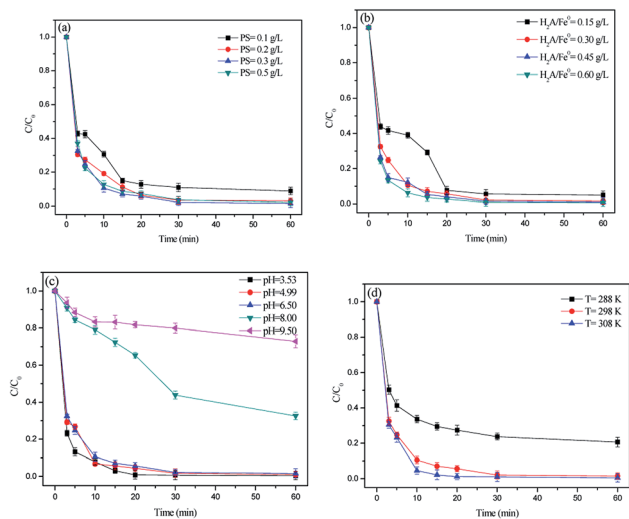 (a)
PS= 0.1 g/L
PS= 0.2 g/L
PS= 0.3 g/L
PS= 0.5 g/L
1.0
0.8
0.6
0.4
0.2
0.0
C/C₀
0 10 20 30 40 50 60
Time (min)
(b)
H₂A/Fe⁰= 0.15 g/L
H₂A/Fe⁰= 0.30 g/L
H₂A/Fe⁰= 0.45 g/L
H₂A/Fe⁰= 0.60 g/L
1.0
0.8
0.6
0.4
0.2
0.0
C/C₀
0 10 20 30 40 50 60
Time (min)
(c)
pH=3.53
pH=4.99
pH=6.50
pH=8.00
pH=9.50
1.0
0.8
0.6
0.4
0.2
0.0
C/C₀
0 10 20 30 40 50 60
Time (min)
(d)
T= 288 K
T= 298 K
T= 308 K
1.0
0.8
0.6
0.4
0.2
0.0
C/C₀
0 10 20 30 40 50 60
Time (min)